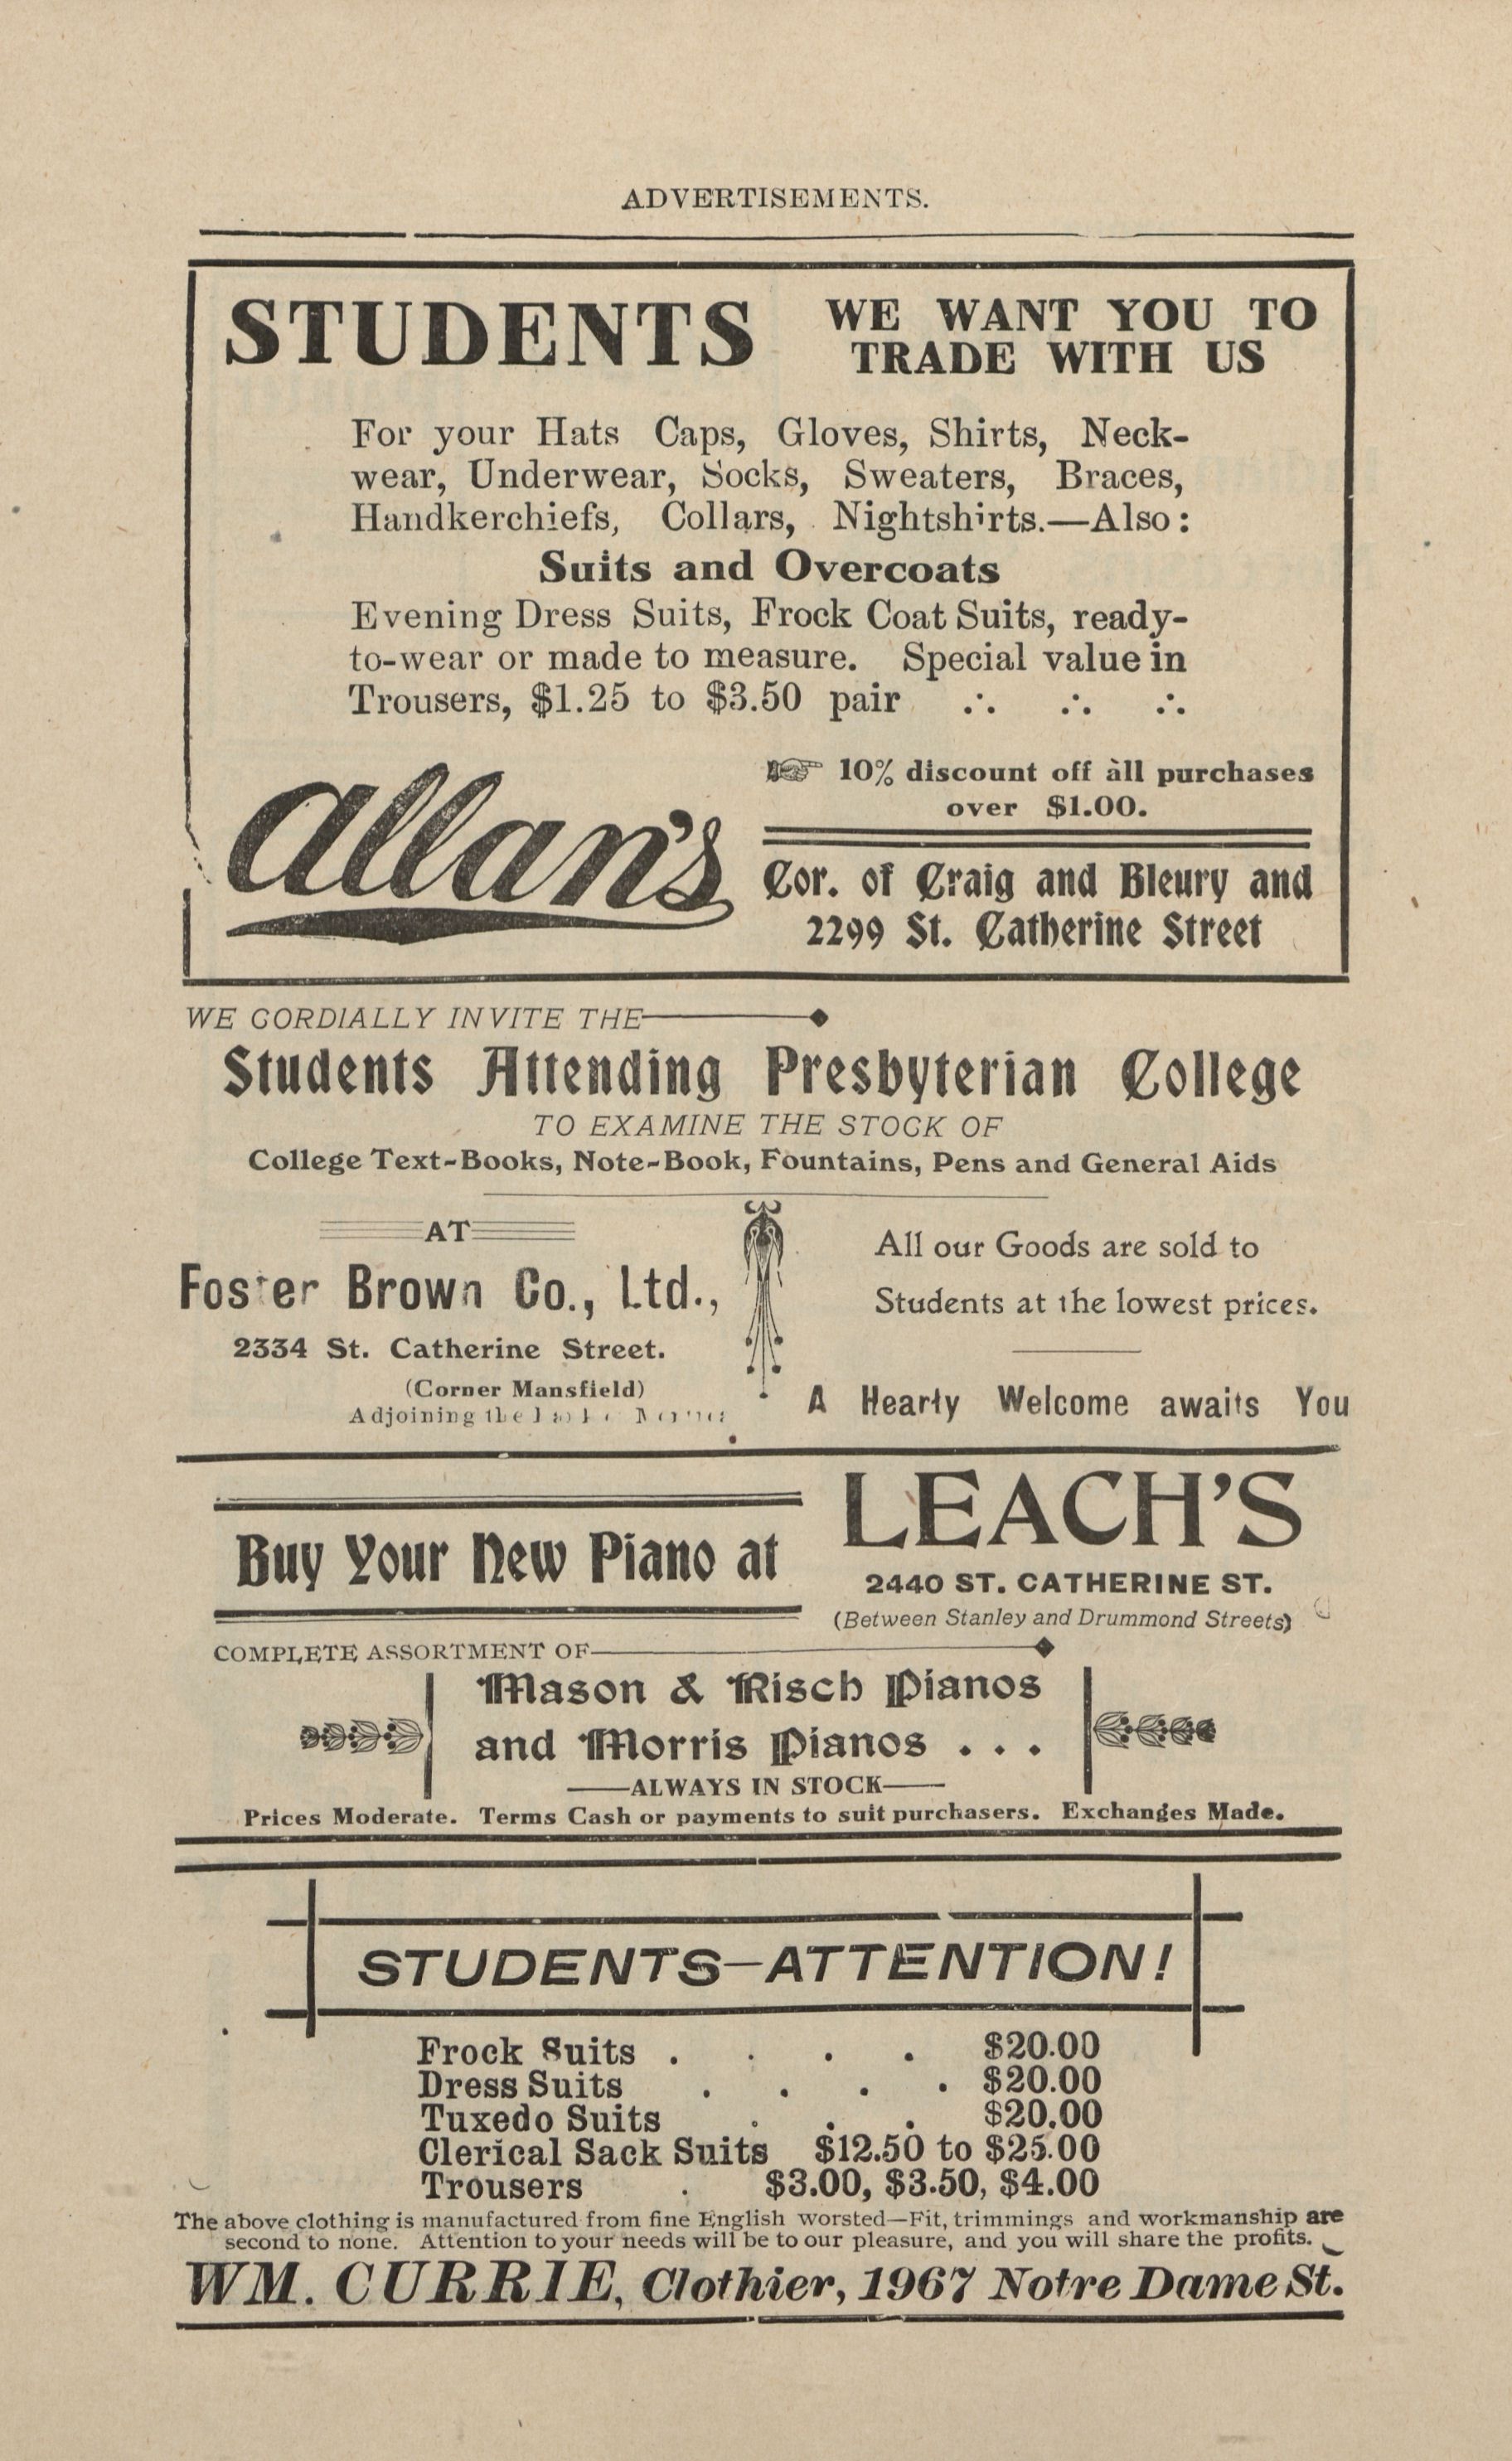 ADVERTISEMENTS.
STUDENTS
WE WANT YOU TO
TRADE WITH US
For your Hats Caps, Gloves, Shirts, Neck-
wear, Underwear, Socks, Sweaters, Braces,
Handkerchiefs, Collars, Nightshirts.—Also:
Suits and Overcoats
Evening Dress Suits, Frock Coat Suits, ready-
to-wear or made to measure. Special value in
Trousers, $1.25 to $3.50 pair ∴ ∴ ∴
Allan's
☞ 10% discount off all purchases
over $1.00.
Cor. of Craig and Bleury and
2299 St. Catherine Street
WE CORDIALLY INVITE THE
Students Attending Presbyterian College
TO EXAMINE THE STOCK OF
College Text-Books, Note-Book, Fountains, Pens and General Aids
AT
Foster Brown Co., Ltd.,
2334 St. Catherine Street.
(Corner Mansfield)
Adjoining the
All our Goods are sold to
Students at the lowest prices.
A Hearty Welcome awaits You
Buy Your New Piano at
LEACH'S
2440 ST. CATHERINE ST.
(Between Stanley and Drummond Streets)
COMPLETE ASSORTMENT OF
Mason & Risch Pianos
and Morris Pianos . . .
—ALWAYS IN STOCK—
Prices Moderate. Terms Cash or payments to suit purchasers. Exchanges Made.
STUDENTS—ATTENTION!
Frock Suits . . . . $20.00
Dress Suits . . . . $20.00
Tuxedo Suits . . . $20.00
Clerical Sack Suits $12.50 to $25.00
Trousers . $3.00, $3.50, $4.00
The above clothing is manufactured from fine English worsted—Fit, trimmings and workmanship are
second to none. Attention to your needs will be to our pleasure, and you will share the profits.
WM. CURRIE, Clothier, 1967 Notre Dame St.